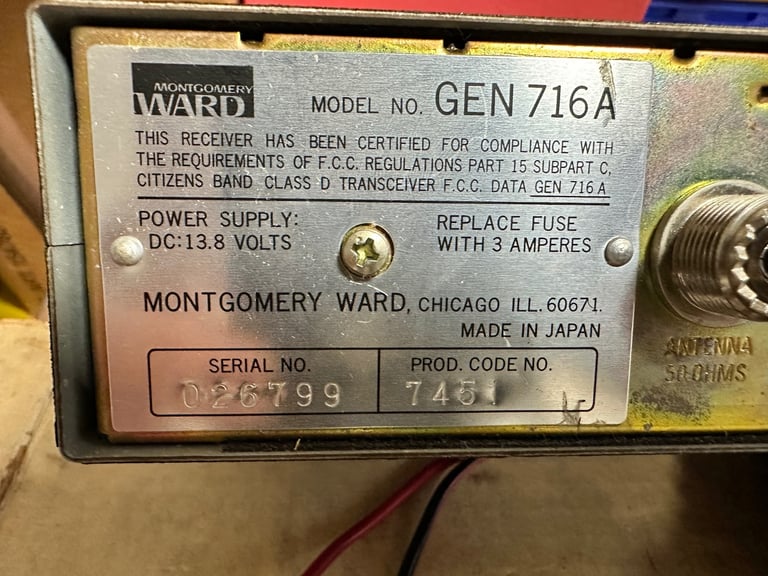 MONTGOMERY
WARD
MODEL NO. GEN 716A
THIS RECEIVER HAS BEEN CERTIFIED FOR COMPLIANCE WITH
THE REQUIREMENTS OF F.C.C. REGULATIONS PART 15 SUBPART C,
CITIZENS BAND CLASS D TRANSCEIVER F.C.C. DATA GEN 716 A
POWER SUPPLY:
DC:13.8 VOLTS
REPLACE FUSE
WITH 3 AMPERES
MONTGOMERY WARD, CHICAGO ILL. 60671.
MADE IN JAPAN
SERIAL NO.
026799
PROD. CODE NO.
7451
ANTENNA
50 OHMS